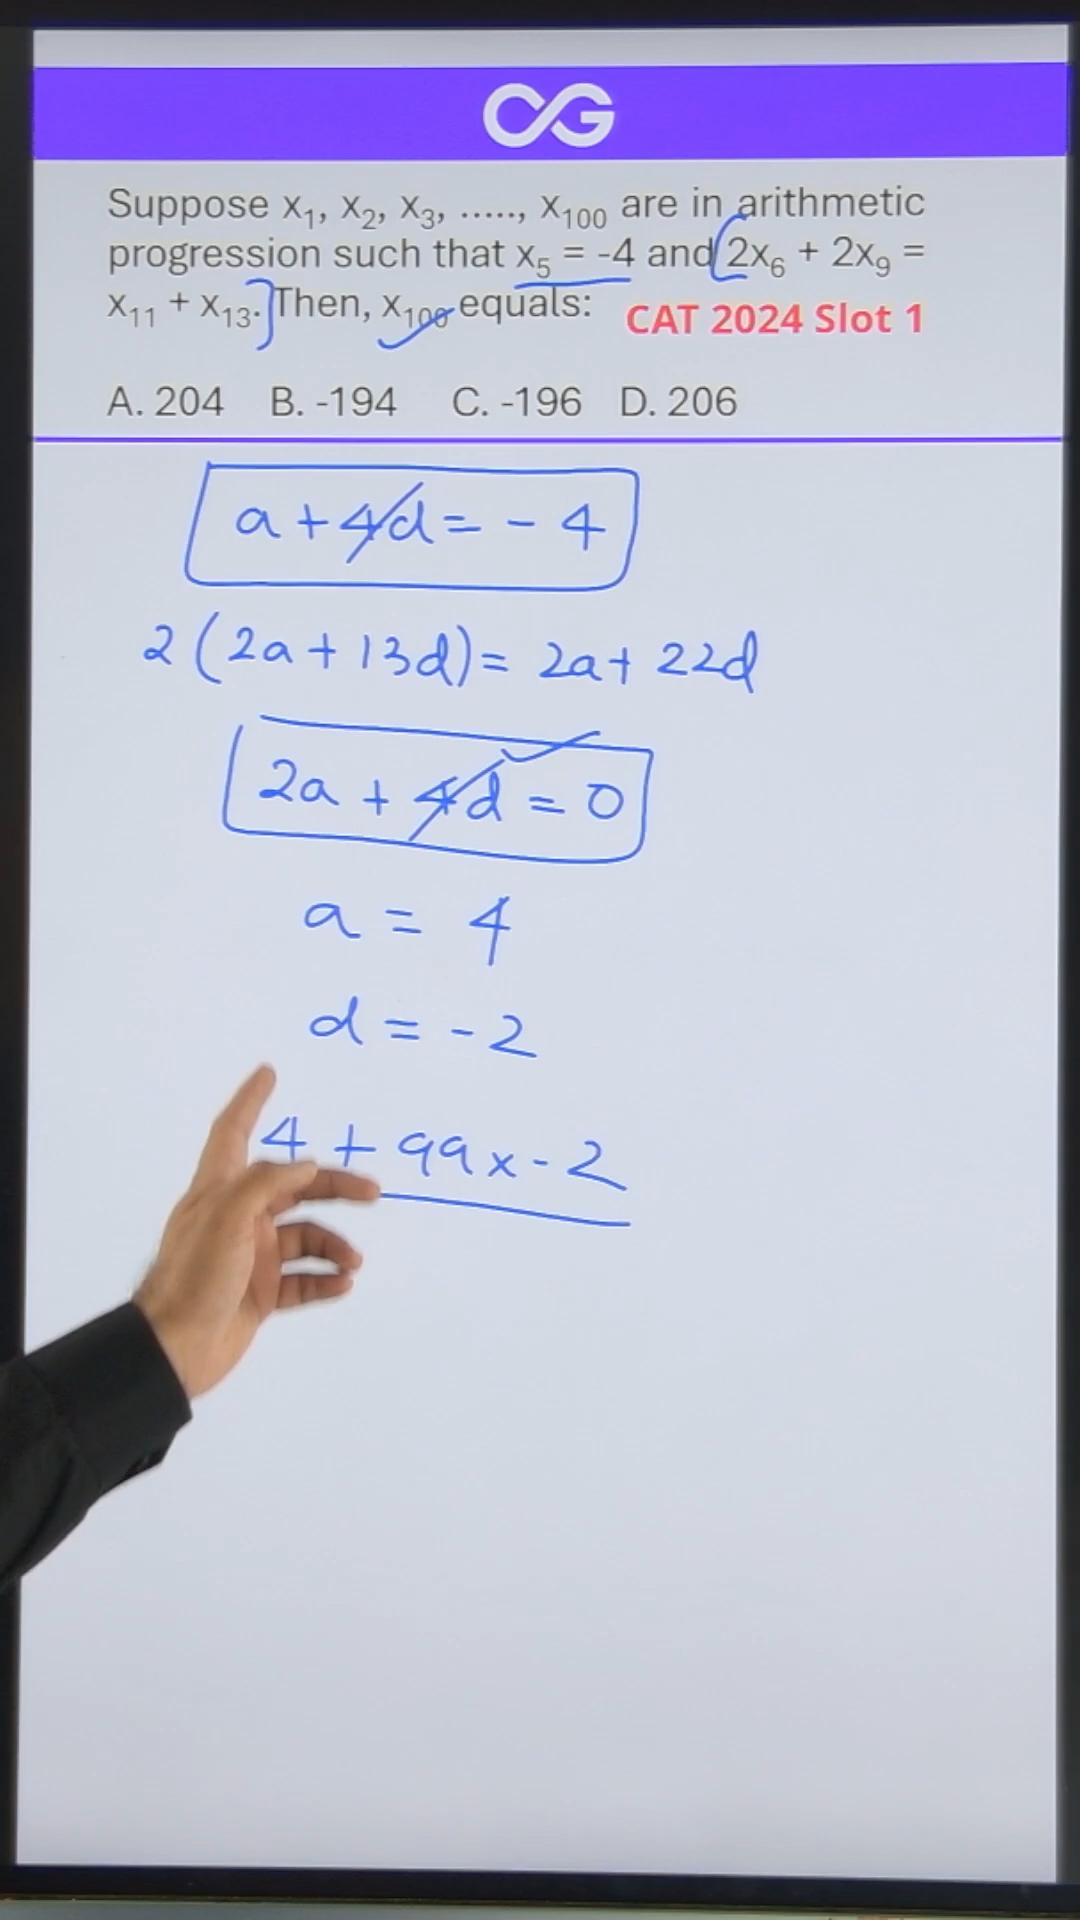 CG
Suppose x₁, x₂, x₃, ....., x₁₀₀ are in arithmetic
progression such that x₅ = -4 and 2x₆ + 2x₉ =
x₁₁ + x₁₃. Then, x₁₀₀ equals:
CAT 2024 Slot 1
A. 204 B. -194 C. -196 D. 206
a + 4d = - 4
2 ( 2a + 13d ) = 2a + 22d
2a + 4d = 0
a = 4
d = -2
4 + 99 x - 2